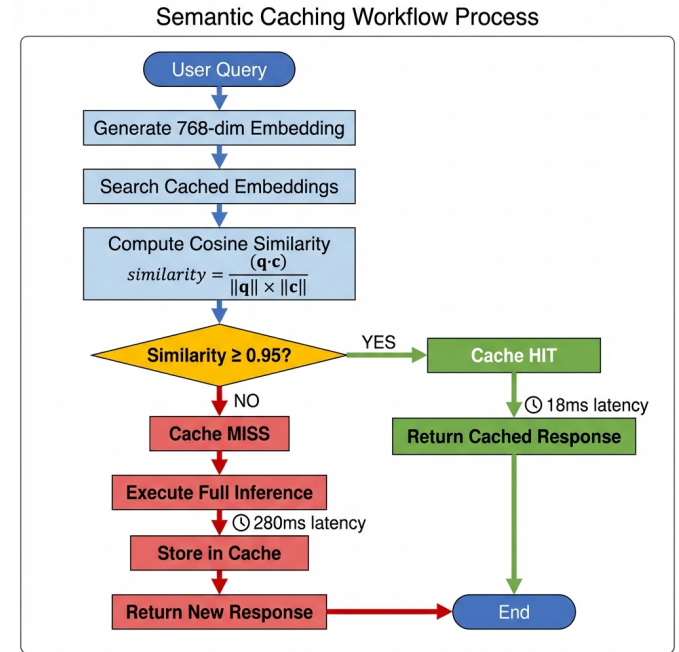 Semantic Caching Workflow Process
User Query
Generate 768-dim Embedding
Search Cached Embeddings
Compute Cosine Similarity
similarity = (q·c) / ‖q‖ × ‖c‖
Similarity ≥ 0.95?
YES
Cache HIT
18ms latency
Return Cached Response
NO
Cache MISS
Execute Full Inference
280ms latency
Store in Cache
Return New Response
End